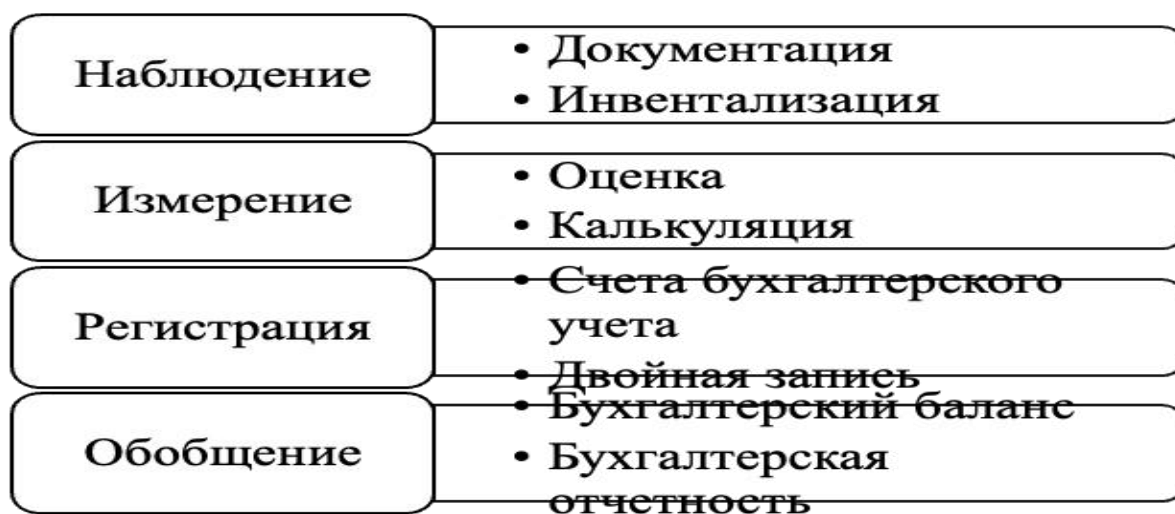 Наблюдение
• Документация
• Инвентализация
Измерение
• Оценка
• Калькуляция
Регистрация
• Счета бухгалтерского
учета
• Двойная запись
Обобщение
• Бухгалтерский баланс
• Бухгалтерская
отчетность